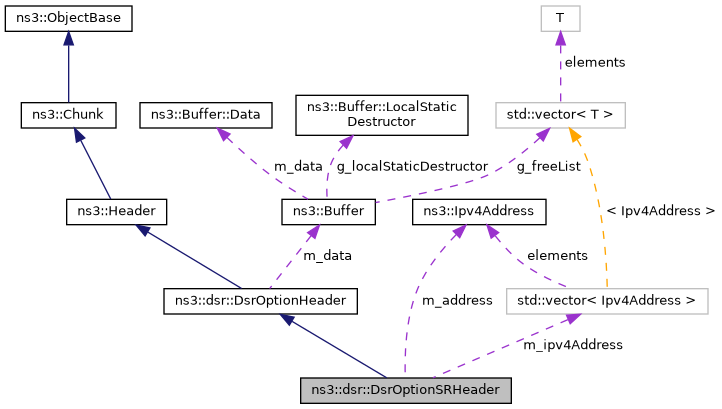 ns3::ObjectBase
T
elements
ns3::Chunk
ns3::Buffer::Data
ns3::Buffer::LocalStatic
Destructor
std::vector< T >
m_data
g_localStaticDestructor
g_freeList
ns3::Header
ns3::Buffer
ns3::Ipv4Address
< Ipv4Address >
m_data
elements
ns3::dsr::DsrOptionHeader
m_address
std::vector< Ipv4Address >
m_ipv4Address
ns3::dsr::DsrOptionSRHeader